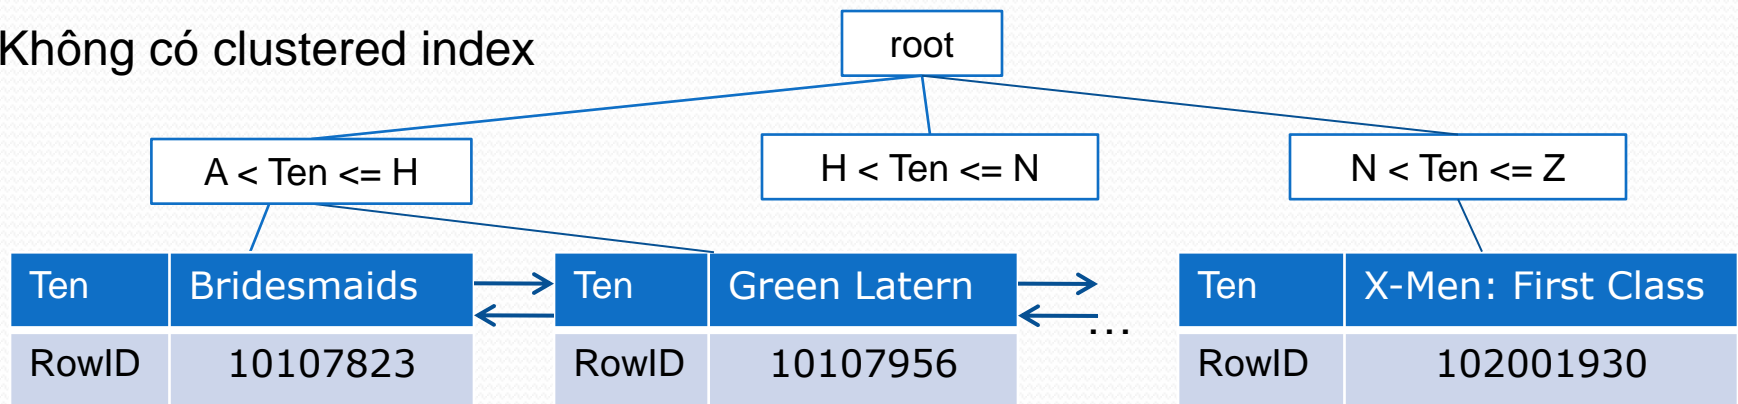 Không có clustered index
root
A < Ten <= H
H < Ten <= N
N < Ten <= Z
Ten Bridesmaids Ten Green Latern Ten X-Men: First Class
...
RowID 10107823 RowID 10107956 RowID 102001930